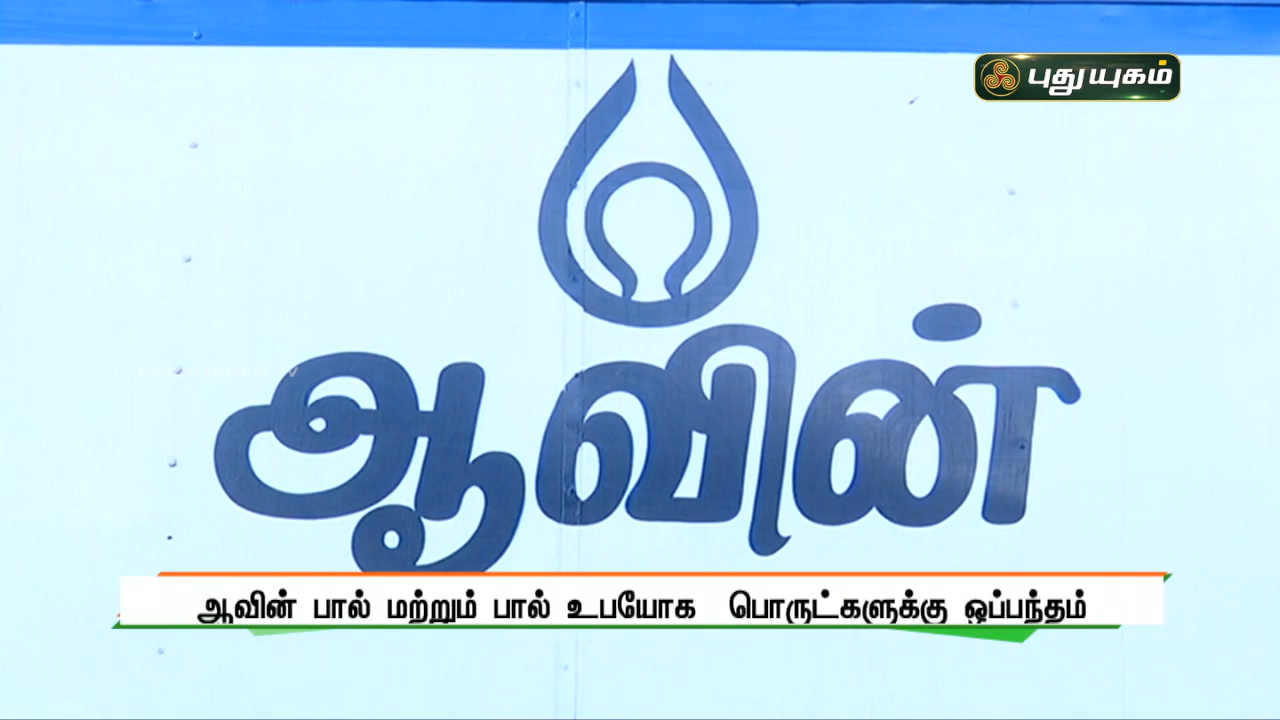 புதுயுகம்
ஆவின்
ஆவின் பால் மற்றும் பால் உபயோக பொருட்களுக்கு ஒப்பந்தம்